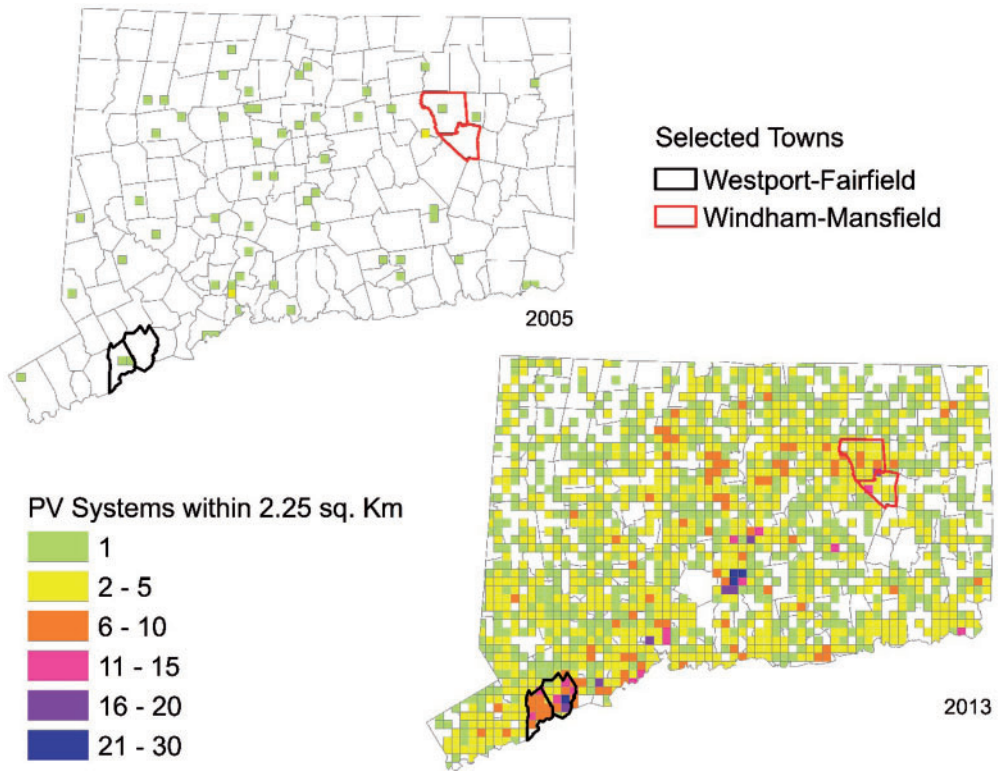 Selected Towns
Westport-Fairfield
Windham-Mansfield
2005
PV Systems within 2.25 sq. Km
1
2 - 5
6 - 10
11 - 15
16 - 20
21 - 30
2013